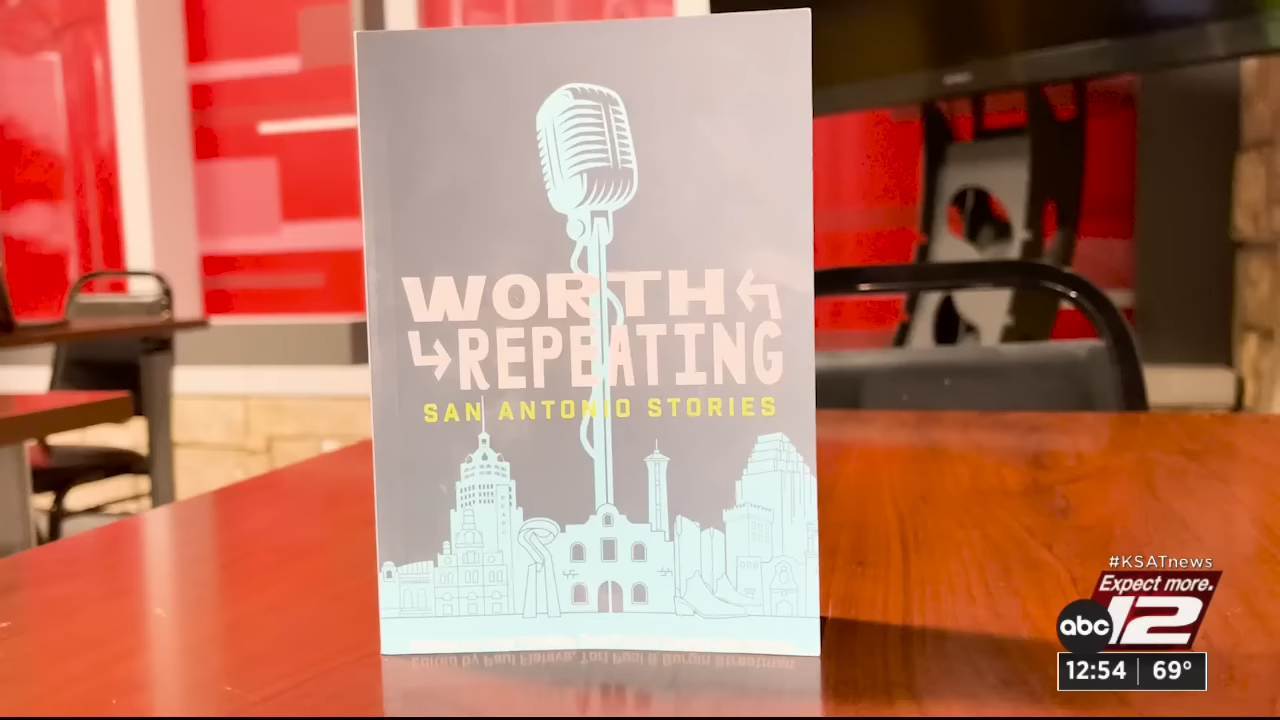 WORTH
REPEATING
SAN ANTONIO STORIES
#KSATnews
Expect more.
abc 12
12:54 69°